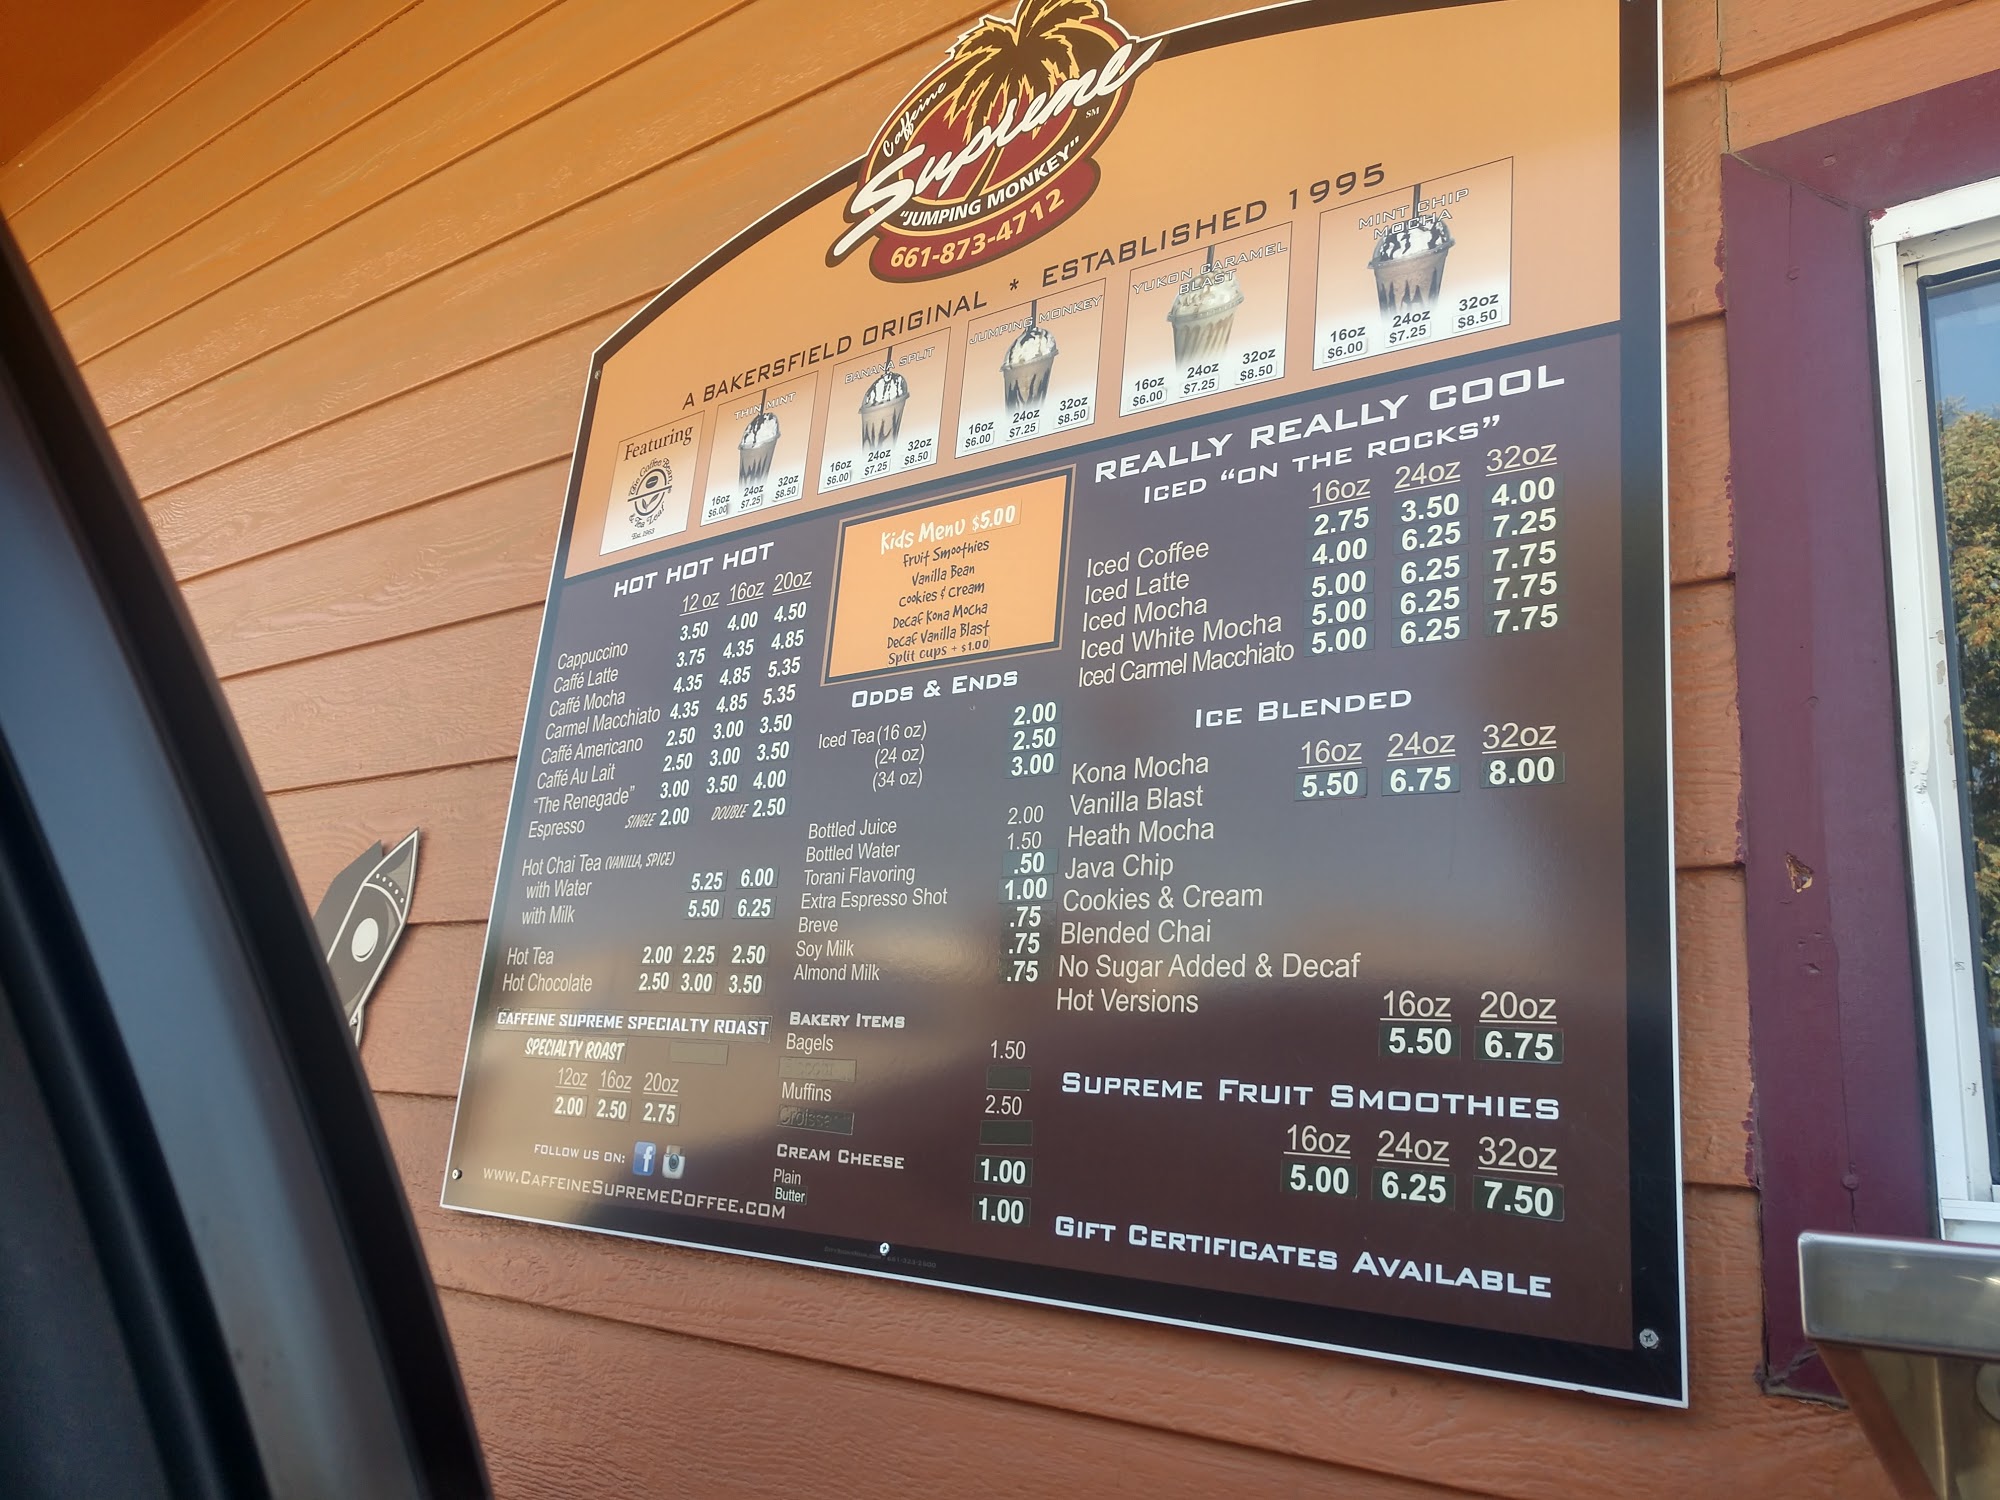 Caffeine
Supreme
SM
"JUMPING MONKEY"
661-873-4712
A BAKERSFIELD ORIGINAL * ESTABLISHED 1995
Featuring
The Coffee Bean
& Tea Leaf
Est. 1963
THIN MINT
16oz 24oz 32oz
$6.00 $7.25 $8.50
BANANA SPLIT
16oz 24oz 32oz
$6.00 $7.25 $8.50
JUMPING MONKEY
16oz 24oz 32oz
$6.00 $7.25 $8.50
YUKON CARAMEL
BLAST
16oz 24oz 32oz
$6.00 $7.25 $8.50
MINT CHIP
MOCHA
16oz 24oz 32oz
$6.00 $7.25 $8.50
HOT HOT HOT
12 oz 16oz 20oz
Cappuccino 3.50 4.00 4.50
Caffé Latte 3.75 4.35 4.85
Caffé Mocha 4.35 4.85 5.35
Carmel Macchiato 4.35 4.85 5.35
Caffé Americano 2.50 3.00 3.50
Caffé Au Lait 2.50 3.00 3.50
"The Renegade" 3.00 3.50 4.00
Espresso SINGLE 2.00 DOUBLE 2.50
Hot Chai Tea (VANILLA, SPICE)
with Water 5.25 6.00
with Milk 5.50 6.25
Hot Tea 2.00 2.25 2.50
Hot Chocolate 2.50 3.00 3.50
CAFFEINE SUPREME SPECIALTY ROAST
SPECIALTY ROAST
12oz 16oz 20oz
2.00 2.50 2.75
FOLLOW US ON: f
WWW.CAFFEINESUPREMECOFFEE.COM
Kids Menu $5.00
Fruit Smoothies
Vanilla Bean
Cookies & Cream
Decaf Kona Mocha
Decaf Vanilla Blast
Split cups + $1.00
ODDS & ENDS
Iced Tea (16 oz) 2.00
(24 oz) 2.50
(34 oz) 3.00
Bottled Juice 2.00
Bottled Water 1.50
Torani Flavoring .50
Extra Espresso Shot 1.00
Breve .75
Soy Milk .75
Almond Milk .75
BAKERY ITEMS
Bagels 1.50
Muffins 2.50
CREAM CHEESE
Plain 1.00
Butter 1.00
REALLY REALLY COOL
ICED "ON THE ROCKS"
16oz 24oz 32oz
Iced Coffee 2.75 3.50 4.00
Iced Latte 4.00 6.25 7.25
Iced Mocha 5.00 6.25 7.75
Iced White Mocha 5.00 6.25 7.75
Iced Carmel Macchiato 5.00 6.25 7.75
ICE BLENDED
16oz 24oz 32oz
Kona Mocha 5.50 6.75 8.00
Vanilla Blast
Heath Mocha
Java Chip
Cookies & Cream
Blended Chai
No Sugar Added & Decaf
Hot Versions 16oz 20oz
5.50 6.75
SUPREME FRUIT SMOOTHIES
16oz 24oz 32oz
5.00 6.25 7.50
GIFT CERTIFICATES AVAILABLE